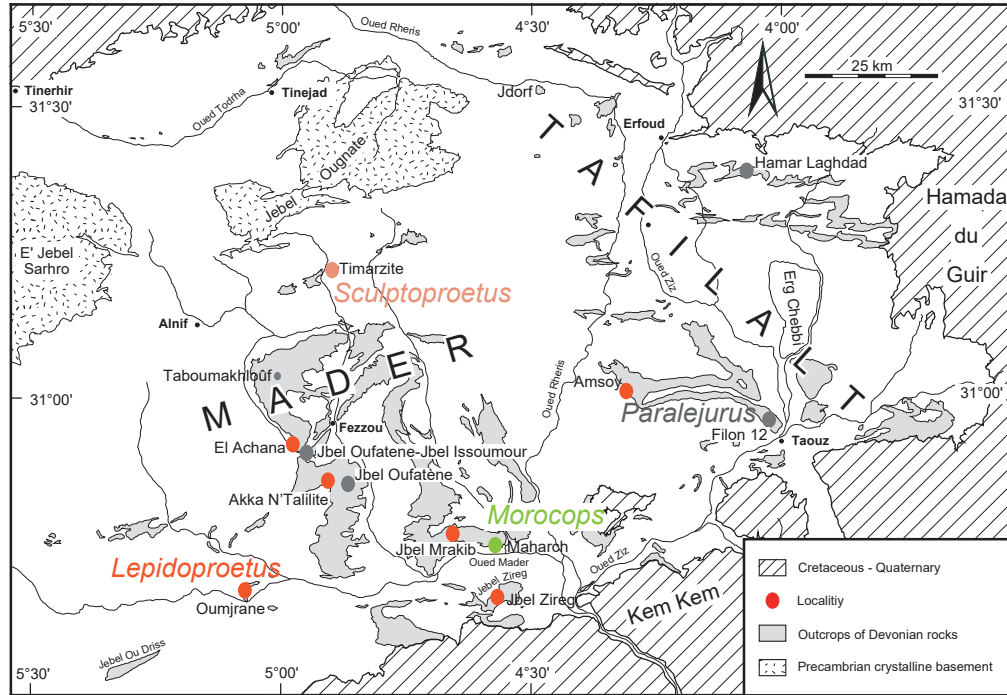 5°30'
5°00'
4°30'
4°00'
Oued Rheris
25 km
Tinerhir
Tinejad
Jdorf
31°30'
31°30'
Oued Todrha
Erfoud
Ougnate
Jebel
Hamar Laghdad
TAFILALT
Hamada
du
Guir
E' Jebel
Sarhro
Timarzite
Sculptoproetus
Oued Ziz
Erg Chebbi
Alnif
MADER
Taboumakhloûf
Oued Rheris
Amsoy
31°00'
31°00'
Paralejurus
Fezzou
Filon 12
Taouz
El Achana
Jbel Oufatene-Jbel Issoumour
Jbel Oufatene
Akka N'Talilite
Morocops
Jbel Mrakib
Maharch
Oued Mader
Oued Ziz
Lepidoproetus
Jebel Zireg
Jbel Zireg
Oumjrane
Kem Kem
Jebel Ou Driss
Cretaceous - Quaternary
Localitiy
Outcrops of Devonian rocks
Precambrian crystalline basement
5°30'
5°00'
4°30'